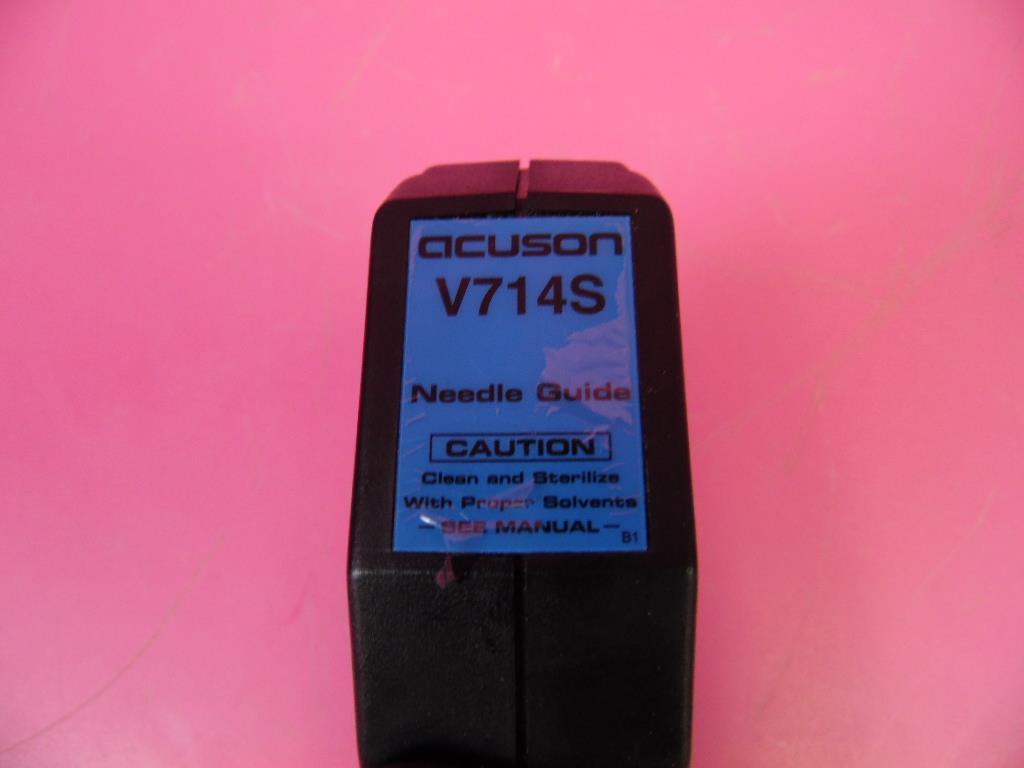 acuson
V714S
Needle Guide
CAUTION
Clean and Sterilize
With Proper Solvents
– SEE MANUAL –
B1